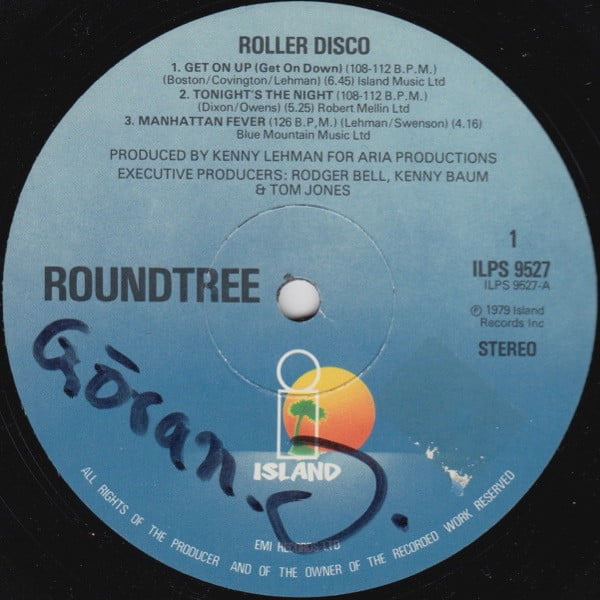 ROLLER DISCO
1. GET ON UP (Get On Down) (108-112 B.P.M.)
(Boston/Covington/Lehman) (6.45) Island Music Ltd
2. TONIGHT'S THE NIGHT (108-112 B.P.M.)
(Dixon/Owens) (5.25) Robert Mellin Ltd
3. MANHATTAN FEVER (126 B.P,M.) (Lehman/Swenson) (4.16)
Blue Mountain Music Ltd
PRODUCED BY KENNY LEHMAN FOR ARIA PRODUCTIONS
EXECUTIVE PRODUCERS: RODGER BELL, KENNY BAUM
& TOM JONES
1
ILPS 9527
ILPS 9527-A
ROUNDTREE
℗ 1979 Island
Records Inc
STEREO
Göran. J.
ISLAND
EMI RECORDS LTD
ALL RIGHTS OF THE PRODUCER AND OF THE OWNER OF THE RECORDED WORK RESERVED